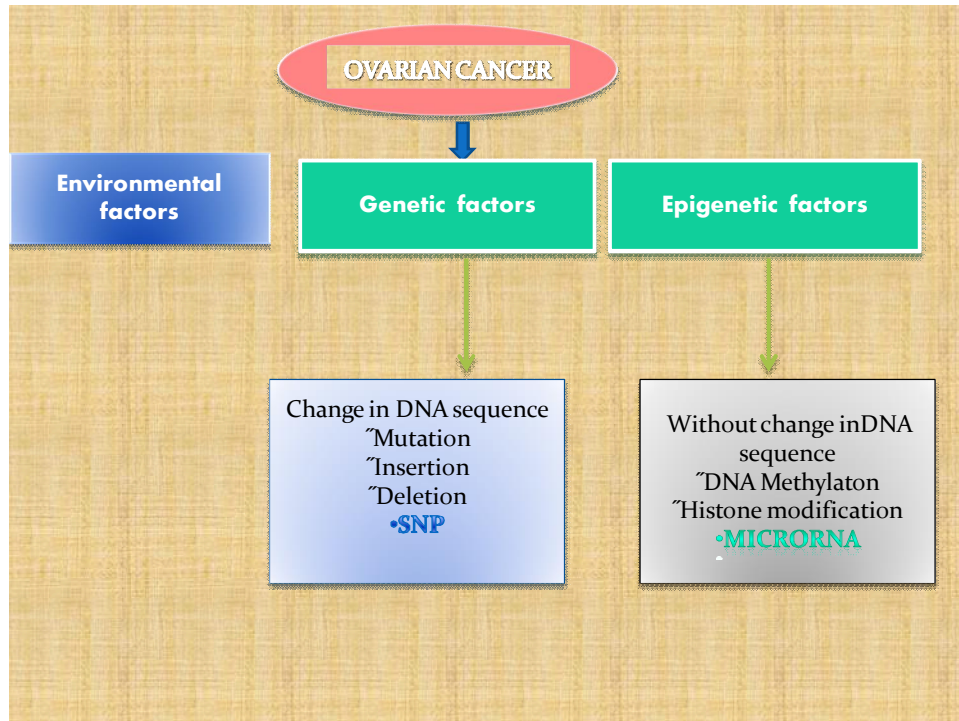 OVARIAN CANCER
Environmental
factors
Genetic factors
Epigenetic factors
Change in DNA sequence
˝Mutation
˝Insertion
˝Deletion
•SNP
Without change inDNA
sequence
˝DNA Methylaton
˝Histone modification
•MICRORNA
•